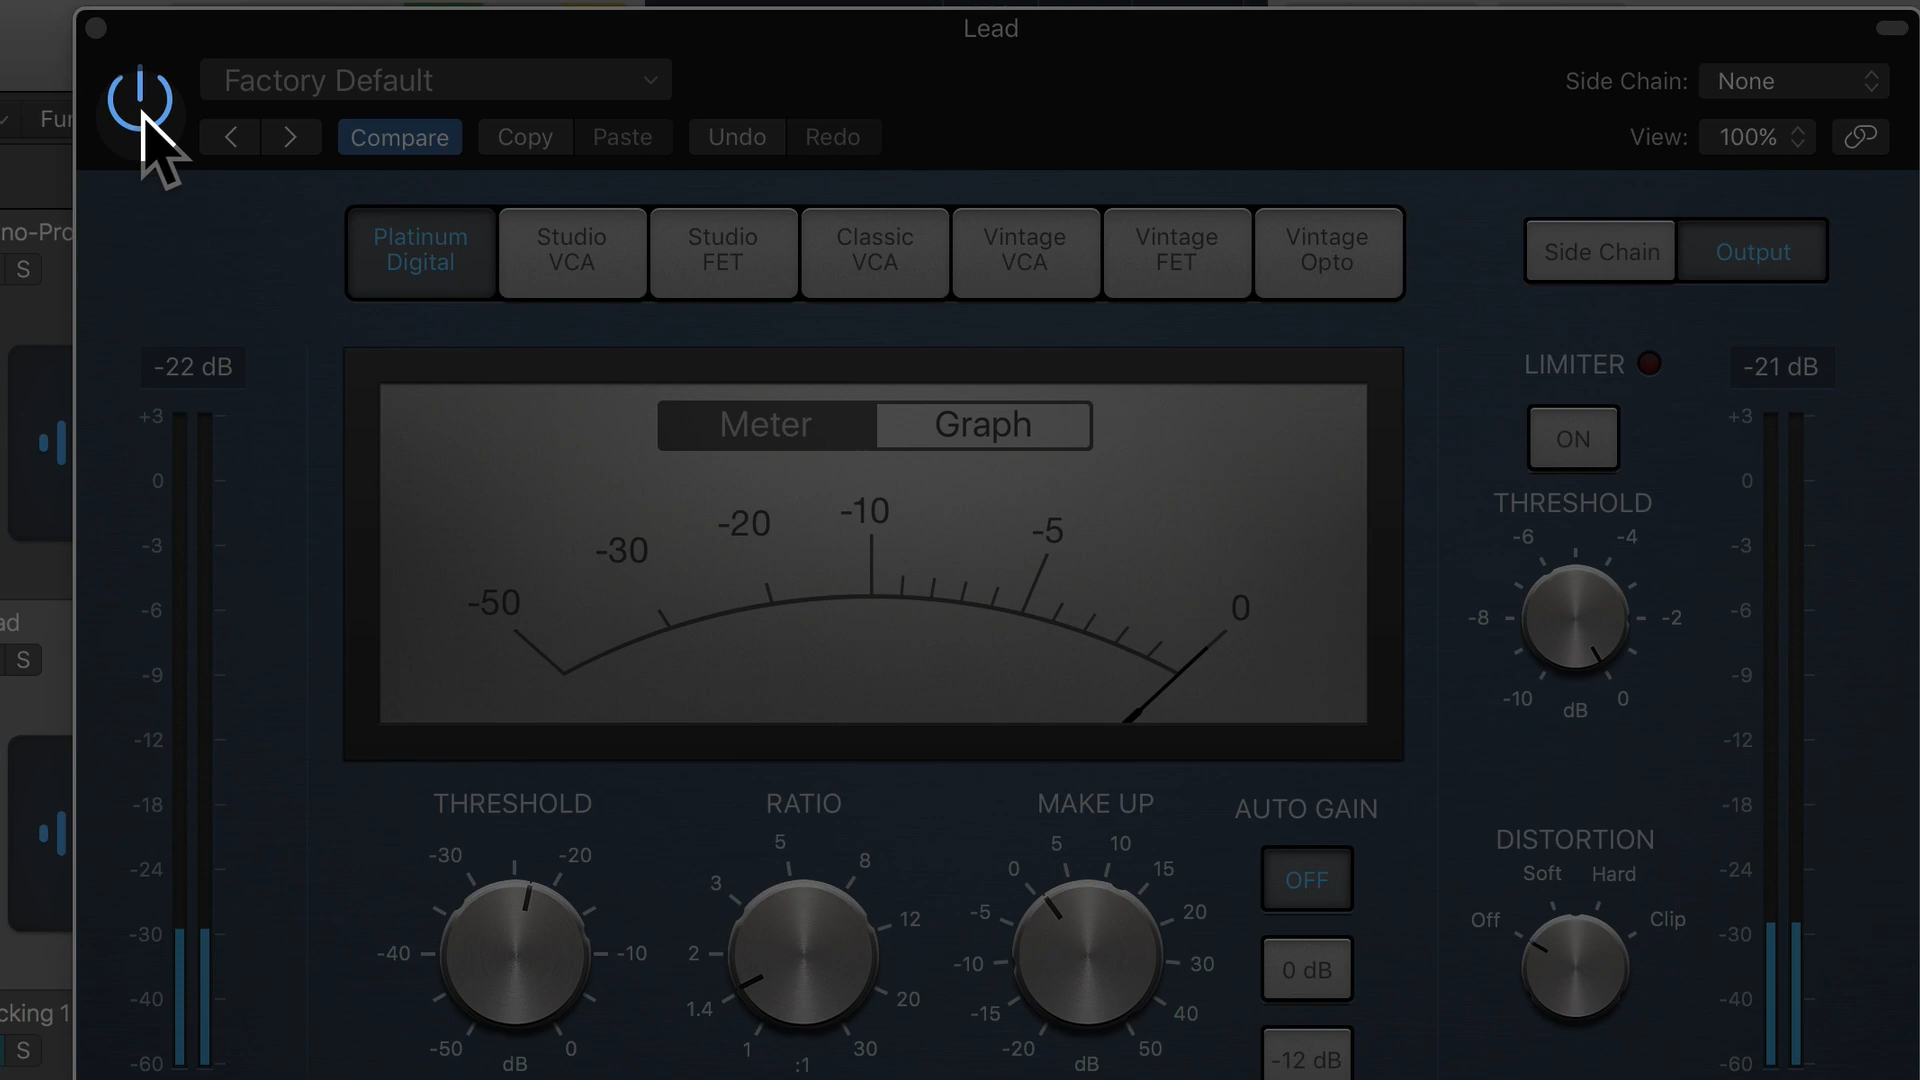 Lead
Factory Default
Side Chain: None
Compare Copy Paste Undo Redo
View: 100%
Fur
Platinum Digital
Studio VCA
Studio FET
Classic VCA
Vintage VCA
Vintage FET
Vintage Opto
Side Chain Output
no-Pro
S
-22 dB
+3
0
-3
-6
-9
-12
-18
-24
-30
-40
-60
Meter Graph
-50 -30 -20 -10 -5 0
LIMITER
ON
THRESHOLD
-6 -4
-8 -2
-10 dB 0
-21 dB
+3
0
-3
-6
-9
-12
-18
-24
-30
-40
-60
ad
S
THRESHOLD
-30 -20
-40 -10
-50 dB 0
RATIO
5
3 8
2 12
1.4 20
1 :1 30
MAKE UP
5 10
0 15
-5 20
-10 30
-15 40
-20 dB 50
AUTO GAIN
OFF
0 dB
-12 dB
DISTORTION
Soft Hard
Off Clip
cking 1
S